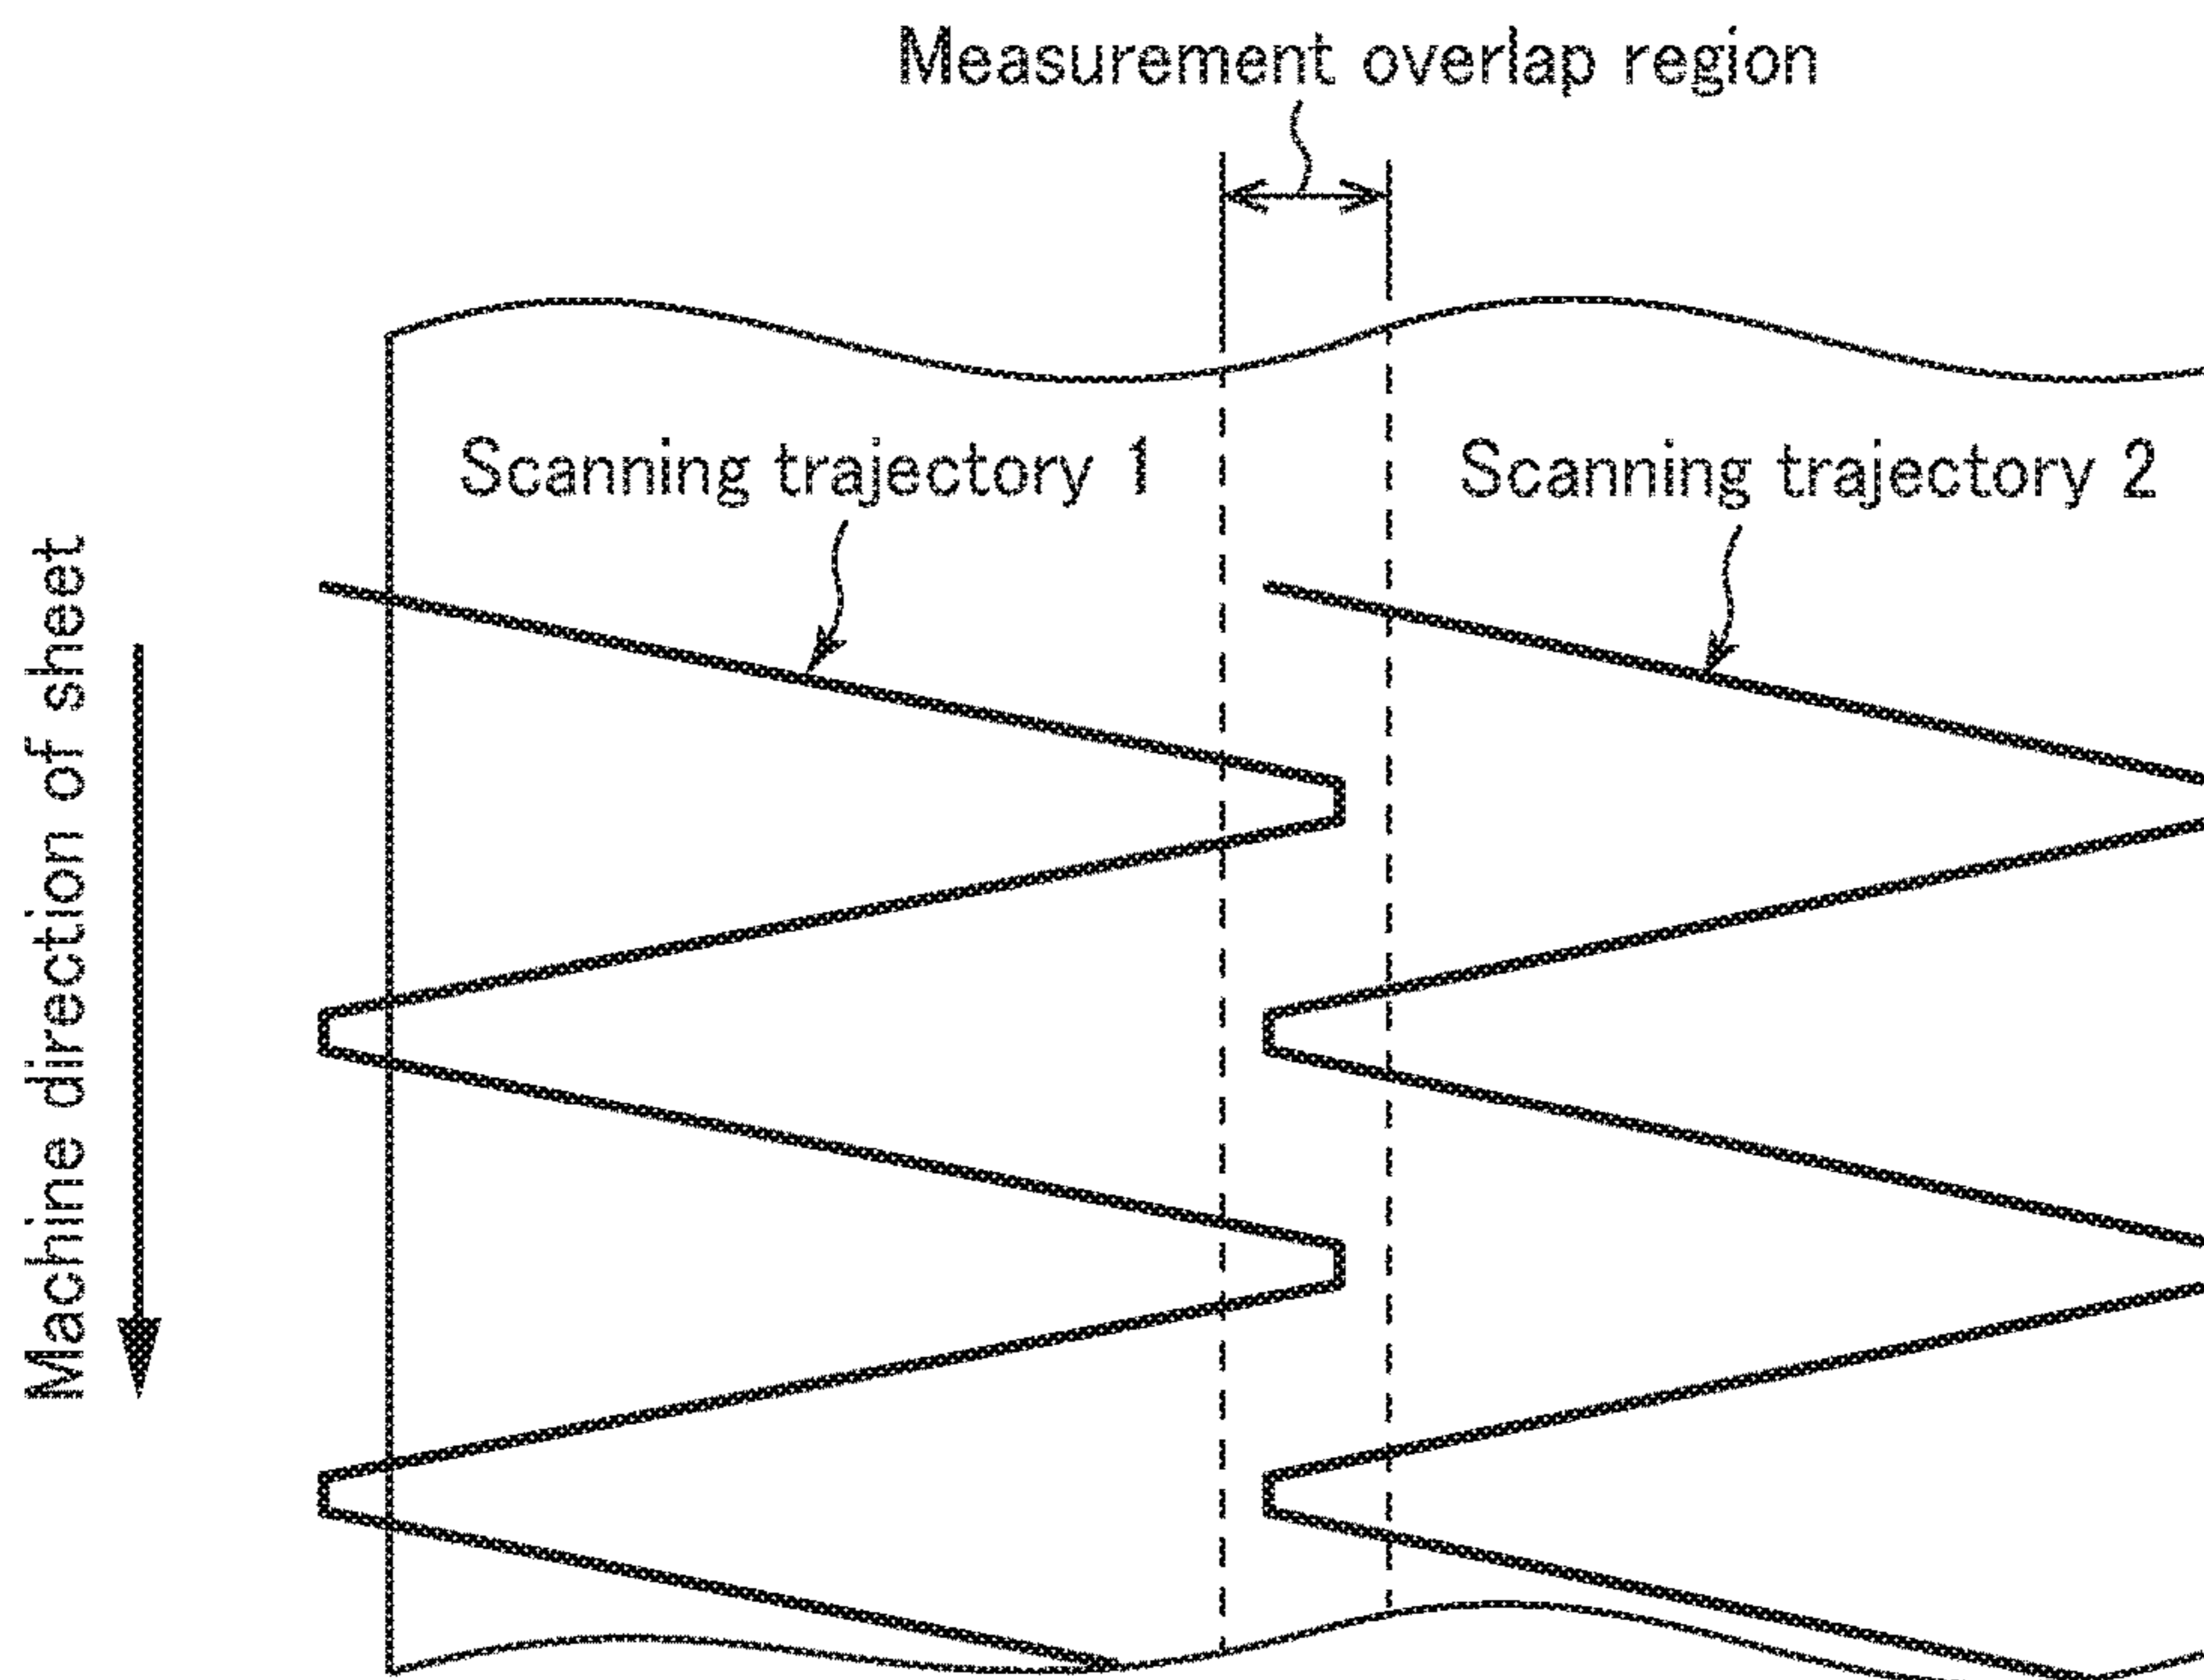 Measurement overlap region
Scanning trajectory 1
Scanning trajectory 2
Machine direction of sheet